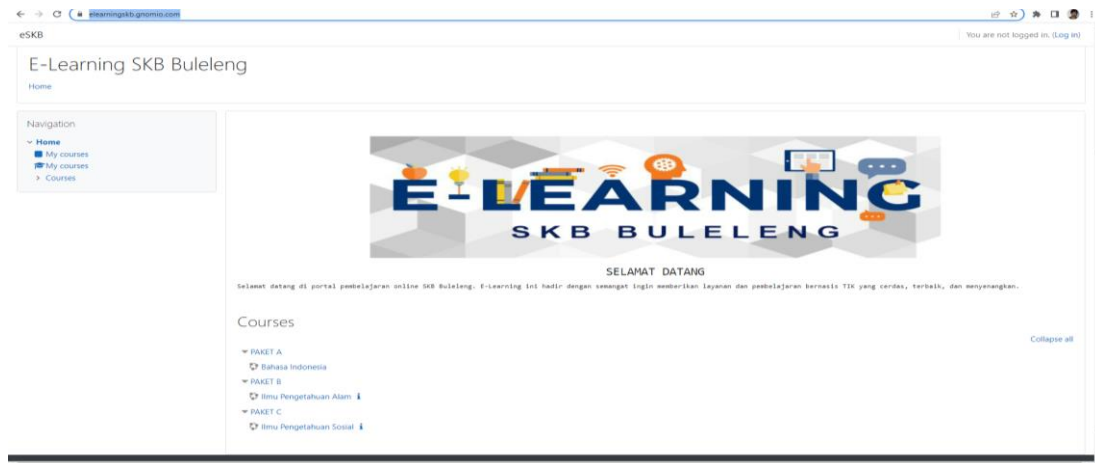 elearningskb.gnomio.com
eSKB
You are not logged in. (Log in)
E-Learning SKB Buleleng
Home
Navigation
Home
My courses
My courses
Courses
E-LEARNING
SKB BULELENG
SELAMAT DATANG
Selamat datang di portal pembelajaran online SKB Buleleng. E-Learning ini hadir dengan semangat ingin memberikan layanan dan pembelajaran bernasis TIK yang cerdas, terbaik, dan menyenangkan.
Courses
Collapse all
PAKET A
Bahasa Indonesia
PAKET B
Ilmu Pengetahuan Alam
PAKET C
Ilmu Pengetahuan Sosial